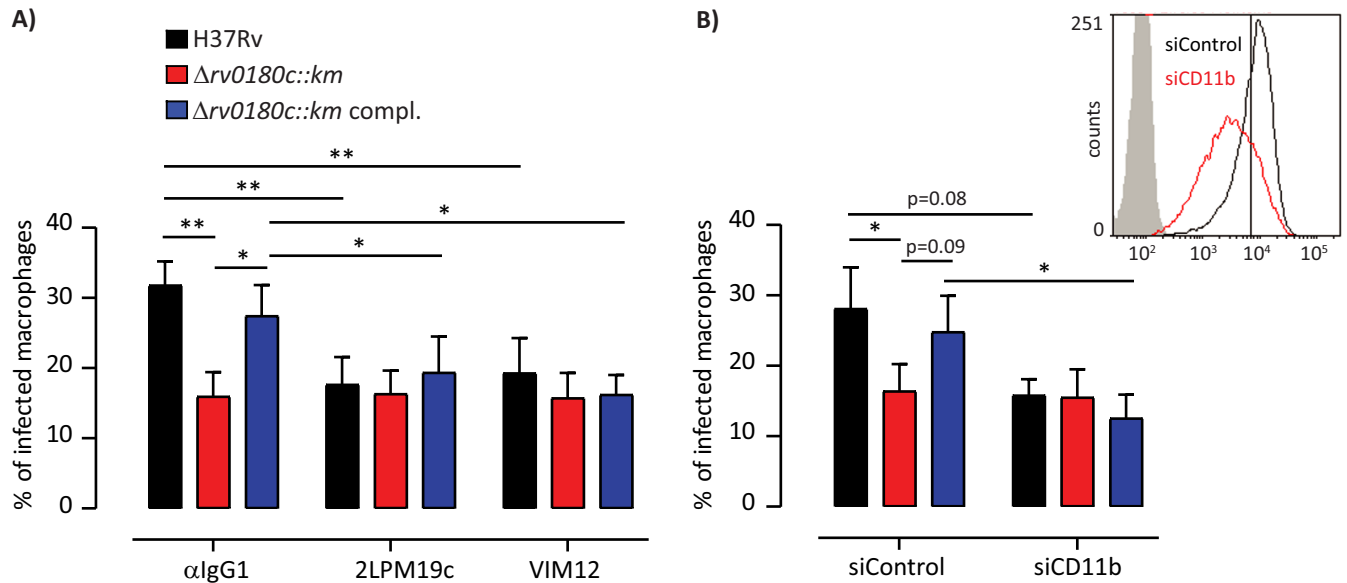 A)
H37Rv
Δrv0180c::km
Δrv0180c::km compl.
**
**
*
**
*
*
40
30
20
10
0
% of infected macrophages
αIgG1
2LPM19c
VIM12
B)
251
siControl
siCD11b
counts
0
10² 10³ 10⁴ 10⁵
p=0.08
*
p=0.09
*
40
30
20
10
0
% of infected macrophages
siControl
siCD11b